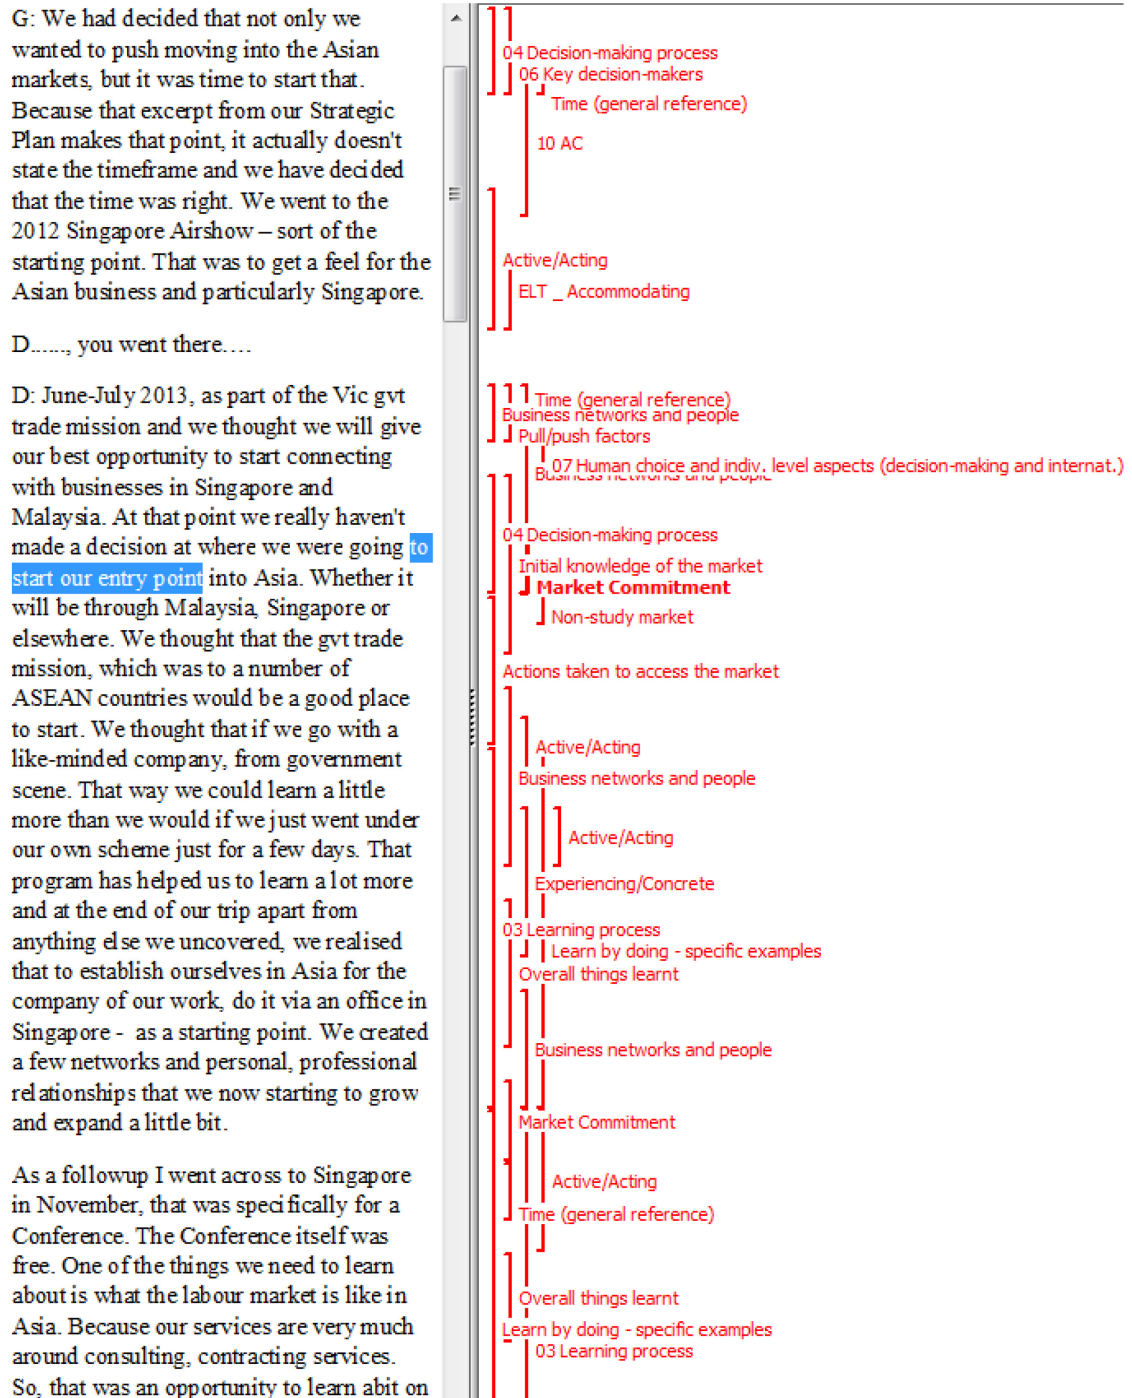 G: We had decided that not only we
wanted to push moving into the Asian
markets, but it was time to start that.
Because that excerpt from our Strategic
Plan makes that point, it actually doesn't
state the timeframe and we have decided
that the time was right. We went to the
2012 Singapore Airshow – sort of the
starting point. That was to get a feel for the
Asian business and particularly Singapore.
D......, you went there....
D: June-July 2013, as part of the Vic gvt
trade mission and we thought we will give
our best opportunity to start connecting
with businesses in Singapore and
Malaysia. At that point we really haven't
made a decision at where we were going to
start our entry point into Asia. Whether it
will be through Malaysia, Singapore or
elsewhere. We thought that the gvt trade
mission, which was to a number of
ASEAN countries would be a good place
to start. We thought that if we go with a
like-minded company, from government
scene. That way we could learn a little
more than we would if we just went under
our own scheme just for a few days. That
program has helped us to learn a lot more
and at the end of our trip apart from
anything else we uncovered, we realised
that to establish ourselves in Asia for the
company of our work, do it via an office in
Singapore - as a starting point. We created
a few networks and personal, professional
relationships that we now starting to grow
and expand a little bit.
As a followup I went across to Singapore
in November, that was specifically for a
Conference. The Conference itself was
free. One of the things we need to learn
about is what the labour market is like in
Asia. Because our services are very much
around consulting, contracting services.
So, that was an opportunity to learn abit on
04 Decision-making process
06 Key decision-makers
Time (general reference)
10 AC
Active/Acting
ELT _ Accommodating
Time (general reference)
Business networks and people
Pull/push factors
07 Human choice and indiv. level aspects (decision-making and internat.)
Business networks and people
04 Decision-making process
Initial knowledge of the market
Market Commitment
Non-study market
Actions taken to access the market
Active/Acting
Business networks and people
Active/Acting
Experiencing/Concrete
03 Learning process
Learn by doing - specific examples
Overall things learnt
Business networks and people
Market Commitment
Active/Acting
Time (general reference)
Overall things learnt
Learn by doing - specific examples
03 Learning process